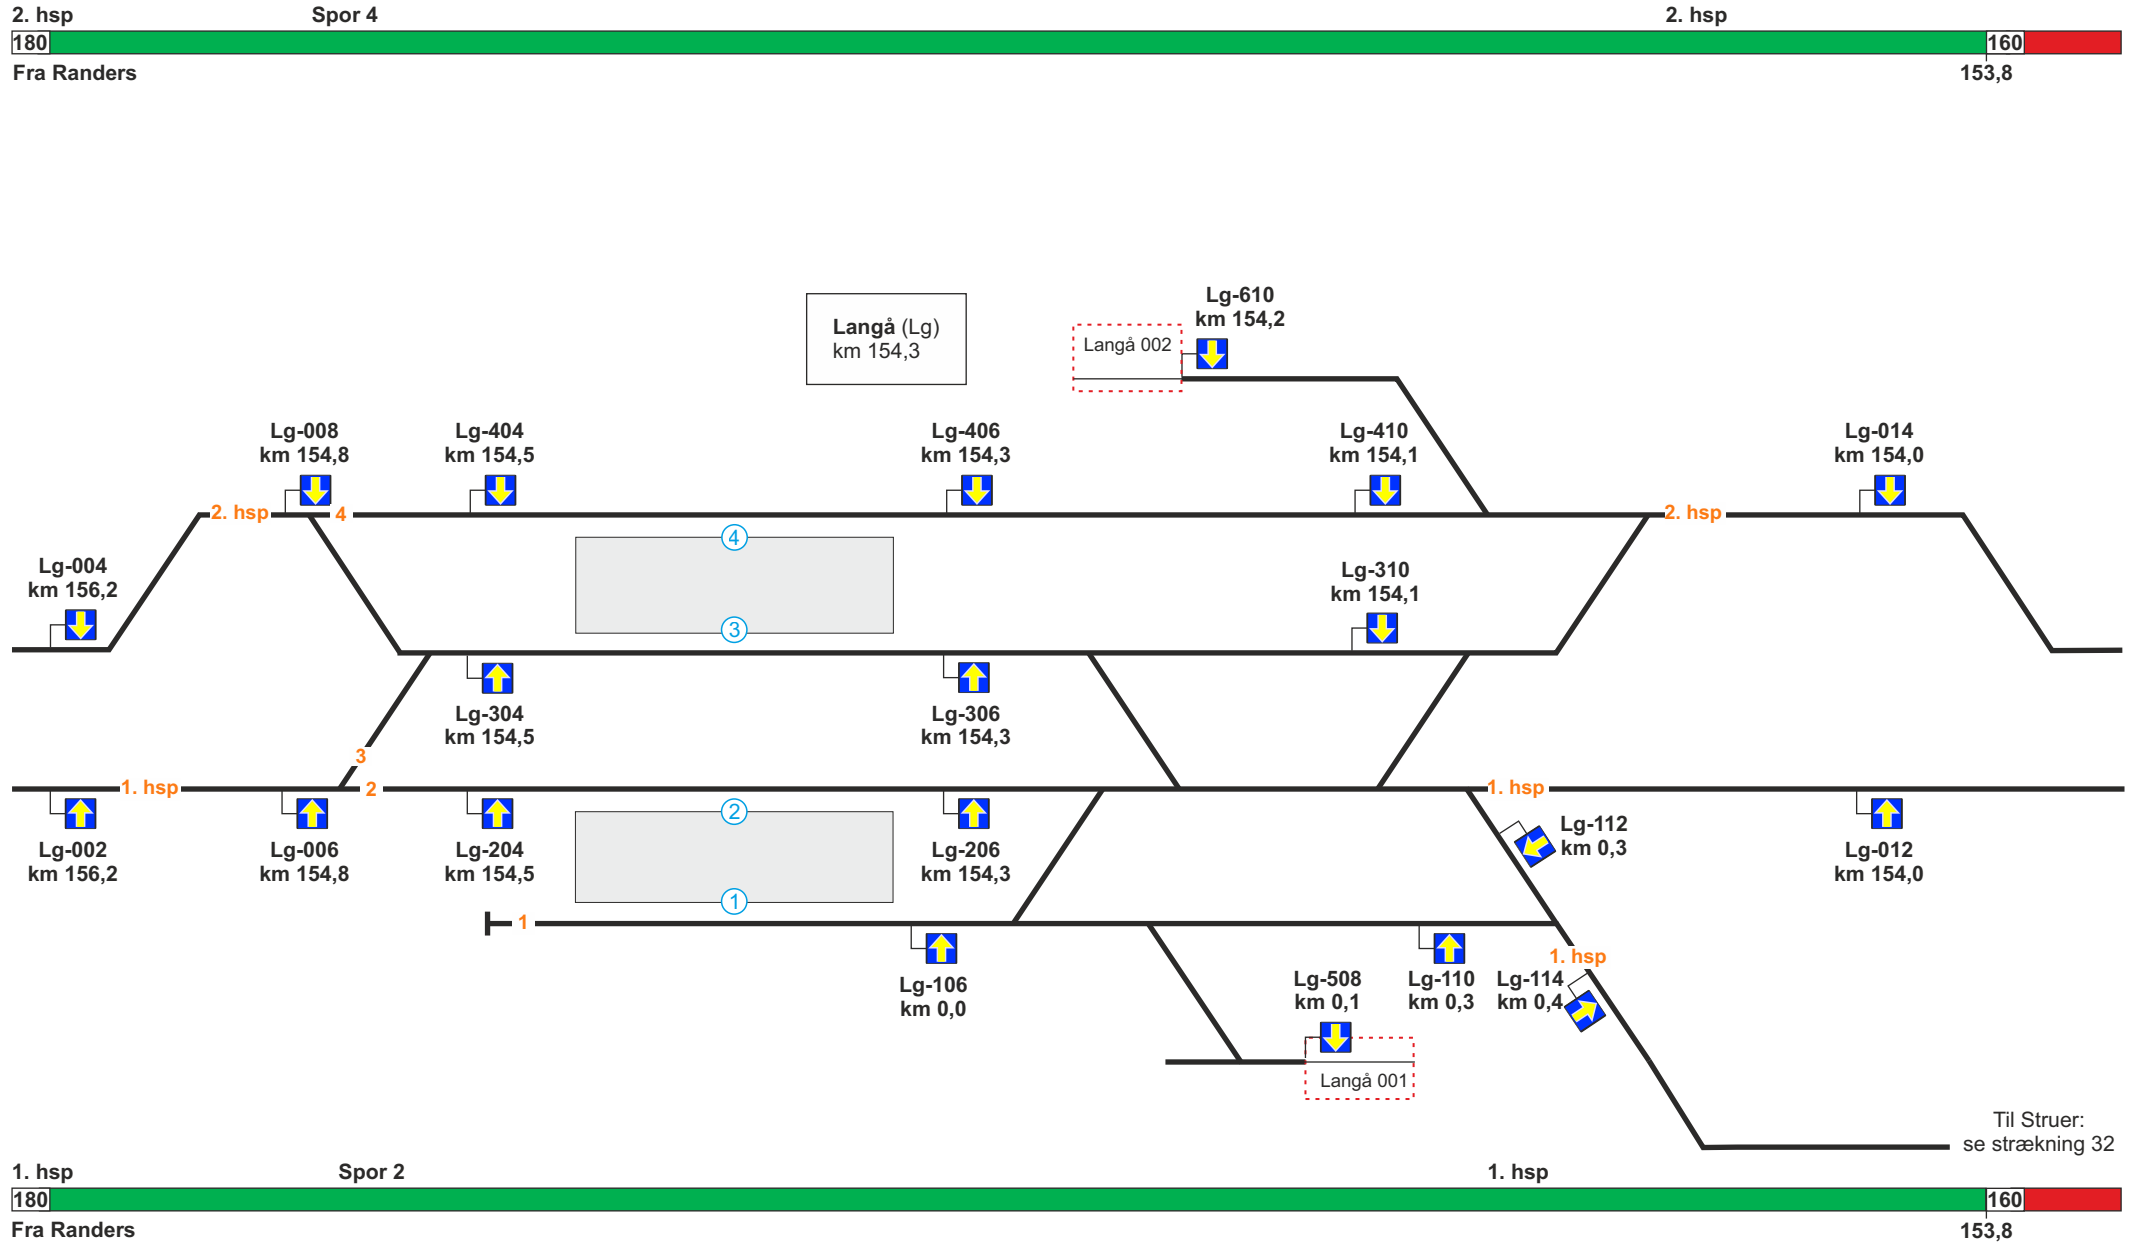 2. hsp
Spor 4
2. hsp
180
160
Fra Randers
153,8
Lg-610
km 154,2
Langå (Lg)
km 154,3
Langå 002
Lg-008
km 154,8
Lg-404
km 154,5
Lg-406
km 154,3
Lg-410
km 154,1
Lg-014
km 154,0
2. hsp
4
2. hsp
4
Lg-004
km 156,2
Lg-310
km 154,1
3
Lg-304
km 154,5
Lg-306
km 154,3
3
1. hsp
2
1. hsp
2
Lg-002
km 156,2
Lg-006
km 154,8
Lg-204
km 154,5
Lg-206
km 154,3
Lg-112
km 0,3
Lg-012
km 154,0
1
1
1. hsp
Lg-106
km 0,0
Lg-508
km 0,1
Lg-110
km 0,3
Lg-114
km 0,4
Langå 001
Til Struer:
se strækning 32
1. hsp
Spor 2
1. hsp
180
160
Fra Randers
153,8